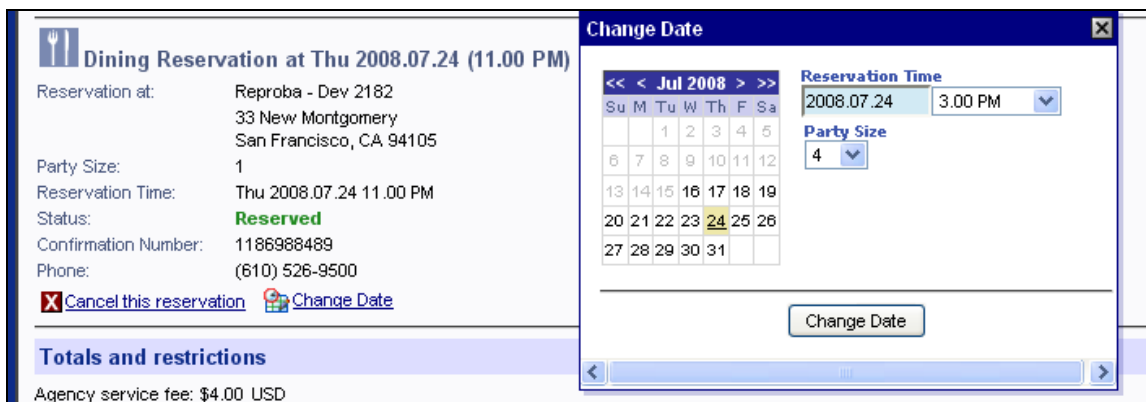 Dining Reservation at Thu 2008.07.24 (11.00 PM)
Reservation at: Reproba - Dev 2182
33 New Montgomery
San Francisco, CA 94105
Party Size: 1
Reservation Time: Thu 2008.07.24 11.00 PM
Status: Reserved
Confirmation Number: 1186988489
Phone: (610) 526-9500
X Cancel this reservation Change Date
Totals and restrictions
Agency service fee: $4.00 USD
Change Date
<< < Jul 2008 > >>
Su M Tu W Th F Sa
1 2 3 4 5
6 7 8 9 10 11 12
13 14 15 16 17 18 19
20 21 22 23 24 25 26
27 28 29 30 31
Reservation Time
2008.07.24 3.00 PM
Party Size
4
Change Date